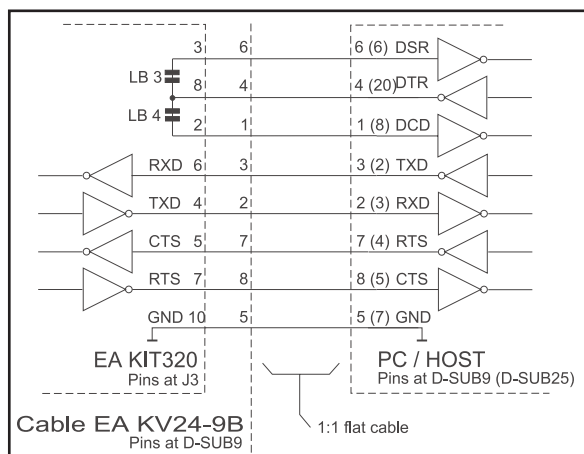 3 6 6 (6) DSR
LB 3
8 4 4 (20) DTR
LB 4
2 1 1 (8) DCD
RXD 6 3 3 (2) TXD
TXD 4 2 2 (3) RXD
CTS 5 7 7 (4) RTS
RTS 7 8 8 (5) CTS
GND 10 5 5 (7) GND
EA KIT320
Pins at J3
PC / HOST
Pins at D-SUB9 (D-SUB25)
Cable EA KV24-9B
Pins at D-SUB9
1:1 flat cable